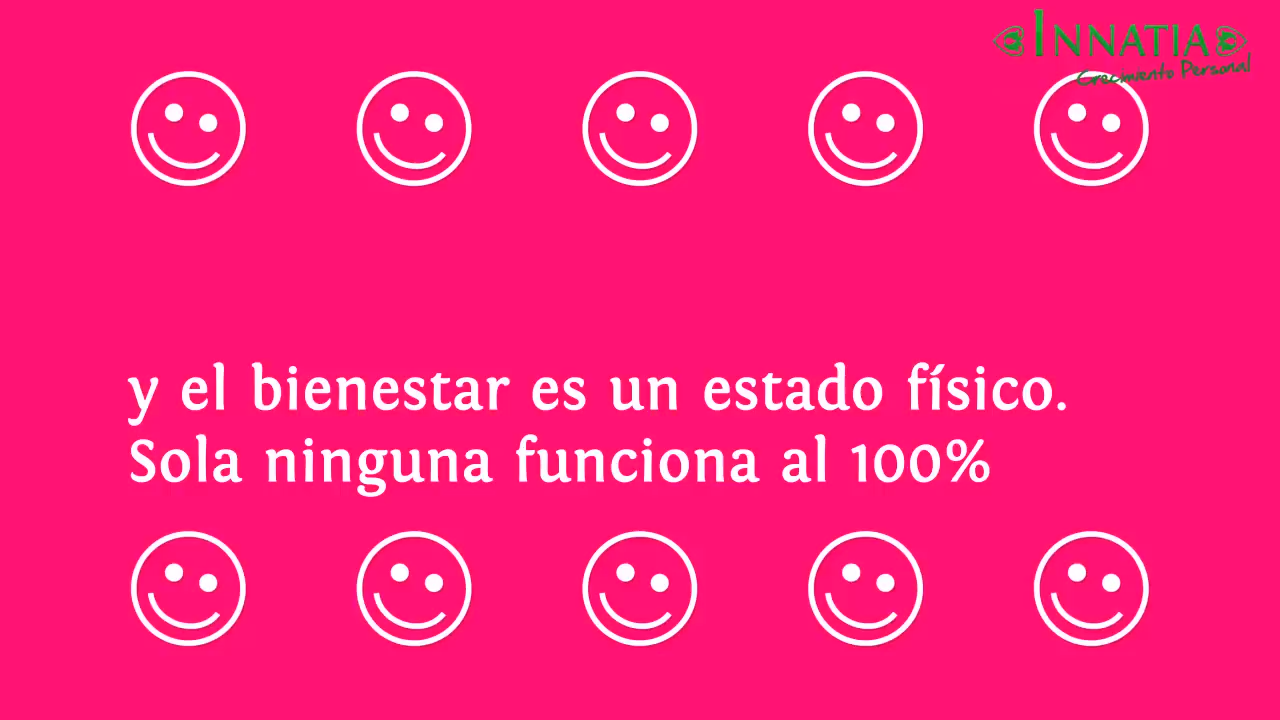 INNATIA
Crecimiento Personal
y el bienestar es un estado físico.
Sola ninguna funciona al 100%